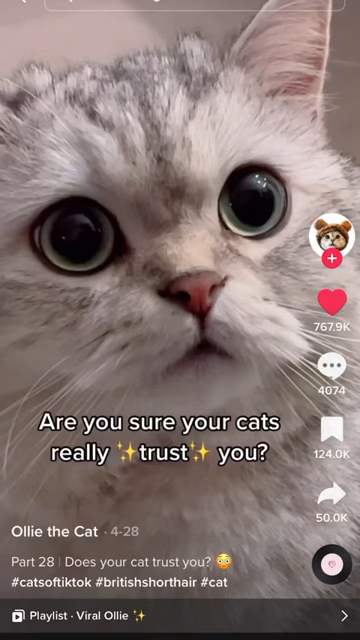 767.9K
4074
124.0K
50.0K
Are you sure your cats
really ✨trust✨ you?
Ollie the Cat · 4-28
Part 28 | Does your cat trust you? 😳
#catsoftiktok #britishshorthair #cat
Playlist · Viral Ollie ✨